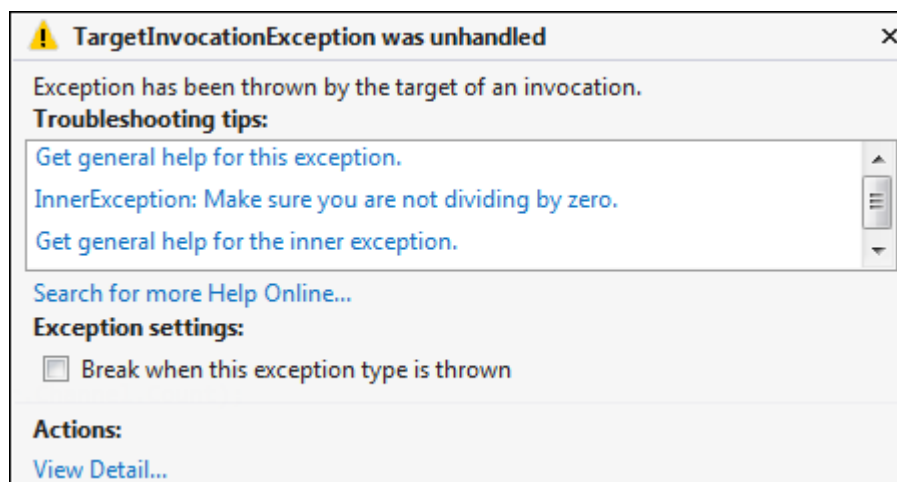 TargetInvocationException was unhandled
Exception has been thrown by the target of an invocation.
Troubleshooting tips:
Get general help for this exception.
InnerException: Make sure you are not dividing by zero.
Get general help for the inner exception.
Search for more Help Online...
Exception settings:
Break when this exception type is thrown
Actions:
View Detail...